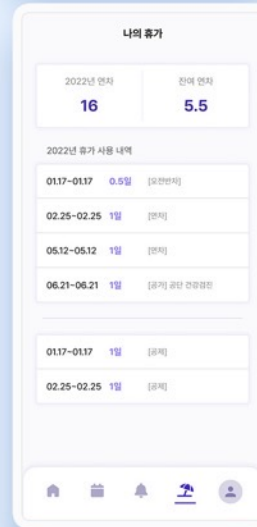 나의 휴가
2022년 연차 잔여 연차
16 5.5
2022년 휴가 사용 내역
01.17~01.17 0.5일 [오전반차]
02.25~02.25 1일 [연차]
05.12~05.12 1일 [연차]
06.21~06.21 1일 [공가] 공단 건강검진
01.17~01.17 1일 [공제]
02.25~02.25 1일 [공제]